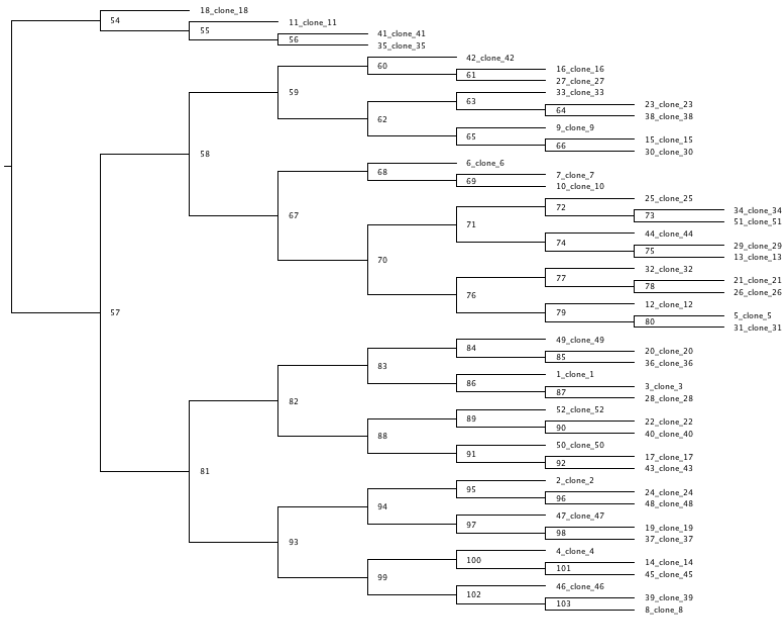 18_clone_18
54
11_clone_11
55
41_clone_41
56
35_clone_35
42_clone_42
60
16_clone_16
61
27_clone_27
59
33_clone_33
63
23_clone_23
64
38_clone_38
62
9_clone_9
65
15_clone_15
66
30_clone_30
58
6_clone_6
68
7_clone_7
69
10_clone_10
25_clone_25
72
34_clone_34
67
73
51_clone_51
71
44_clone_44
74
29_clone_29
75
13_clone_13
70
32_clone_32
77
21_clone_21
78
26_clone_26
76
12_clone_12
57
79
5_clone_5
80
31_clone_31
49_clone_49
84
20_clone_20
85
36_clone_36
83
1_clone_1
86
3_clone_3
87
28_clone_28
82
52_clone_52
89
22_clone_22
90
40_clone_40
88
50_clone_50
91
17_clone_17
92
43_clone_43
81
2_clone_2
95
24_clone_24
96
48_clone_48
94
47_clone_47
97
19_clone_19
98
37_clone_37
93
4_clone_4
100
14_clone_14
101
45_clone_45
99
46_clone_46
102
39_clone_39
103
8_clone_8